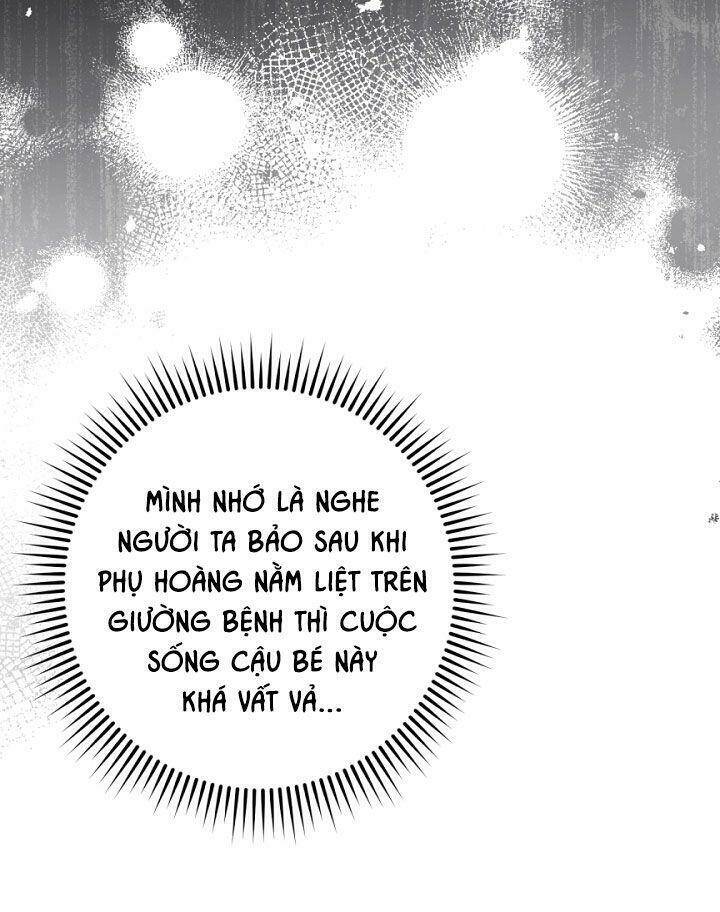 MÌNH NHỚ LÀ NGHE
NGƯỜI TA BẢO SAU KHI
PHỤ HOÀNG NẰM LIỆT TRÊN
GIƯỜNG BỆNH THÌ CUỘC
SỐNG CẬU BÉ NÀY
KHÁ VẤT VẢ...